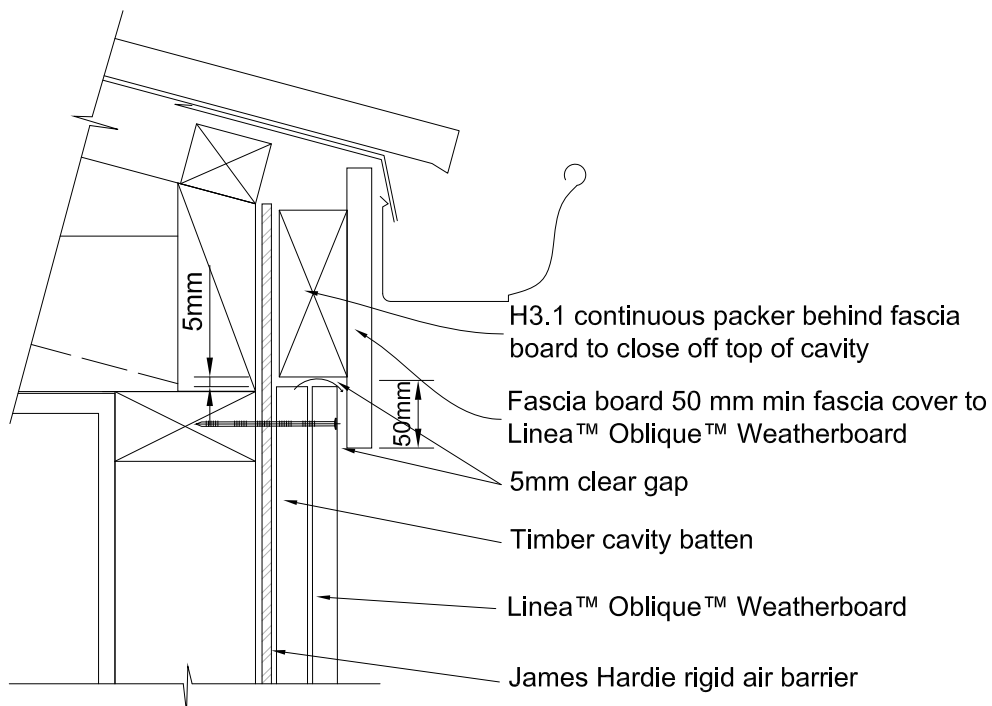 5mm
H3.1 continuous packer behind fascia
board to close off top of cavity
50mm
Fascia board 50 mm min fascia cover to
Linea™ Oblique™ Weatherboard
5mm clear gap
Timber cavity batten
Linea™ Oblique™ Weatherboard
James Hardie rigid air barrier